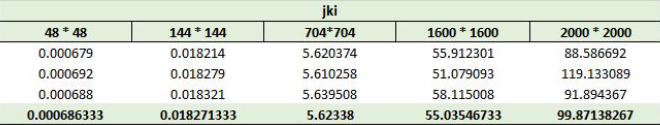 jki
48 * 48 144 * 144 704*704 1600 * 1600 2000 * 2000
0.000679 0.018214 5.620374 55.912301 88.586692
0.000692 0.018279 5.610258 51.079093 119.133089
0.000688 0.018321 5.639508 58.115008 91.894367
0.000686333 0.018271333 5.62338 55.03546733 99.87138267